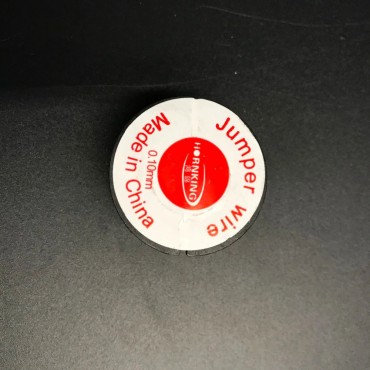 Jumper wire
HORNKING
0.10mm
Made in China